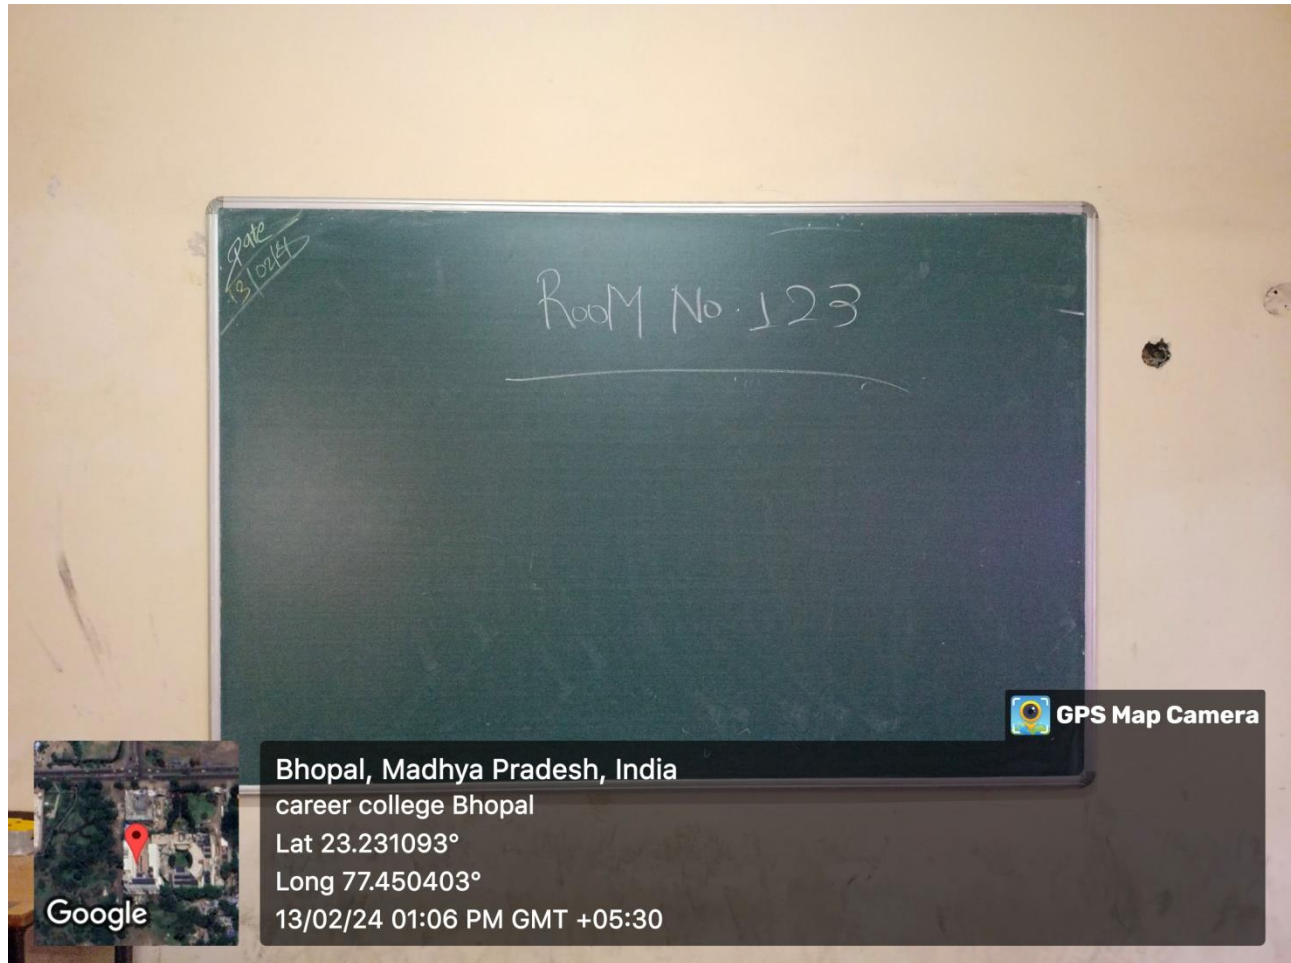 Date
13/02/24
RooM No. 123
GPS Map Camera
Bhopal, Madhya Pradesh, India
career college Bhopal
Lat 23.231093°
Long 77.450403°
13/02/24 01:06 PM GMT +05:30
Google